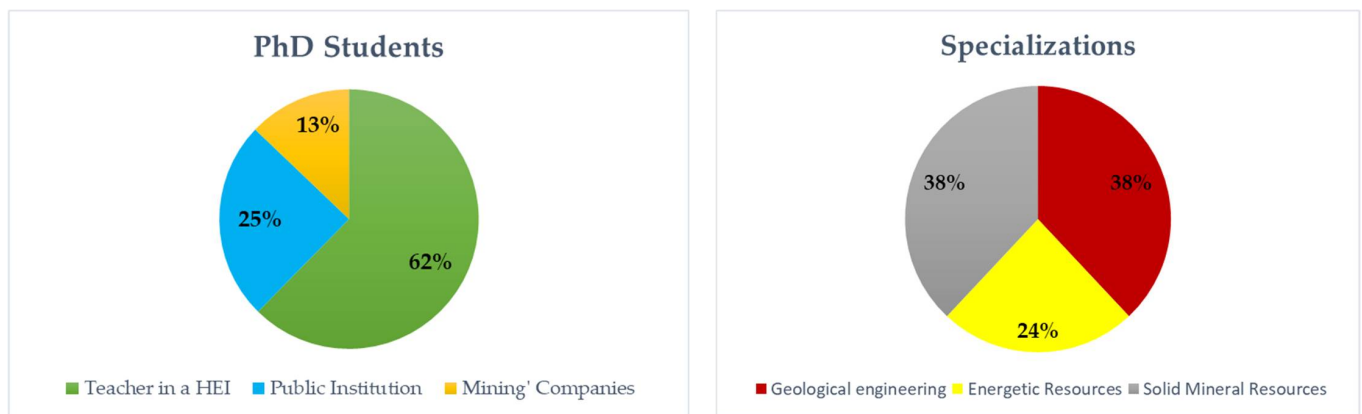 PhD Students
13%
25%
62%
Teacher in a HEI Public Institution Mining' Companies
Specializations
38% 38%
24%
Geological engineering Energetic Resources Solid Mineral Resources